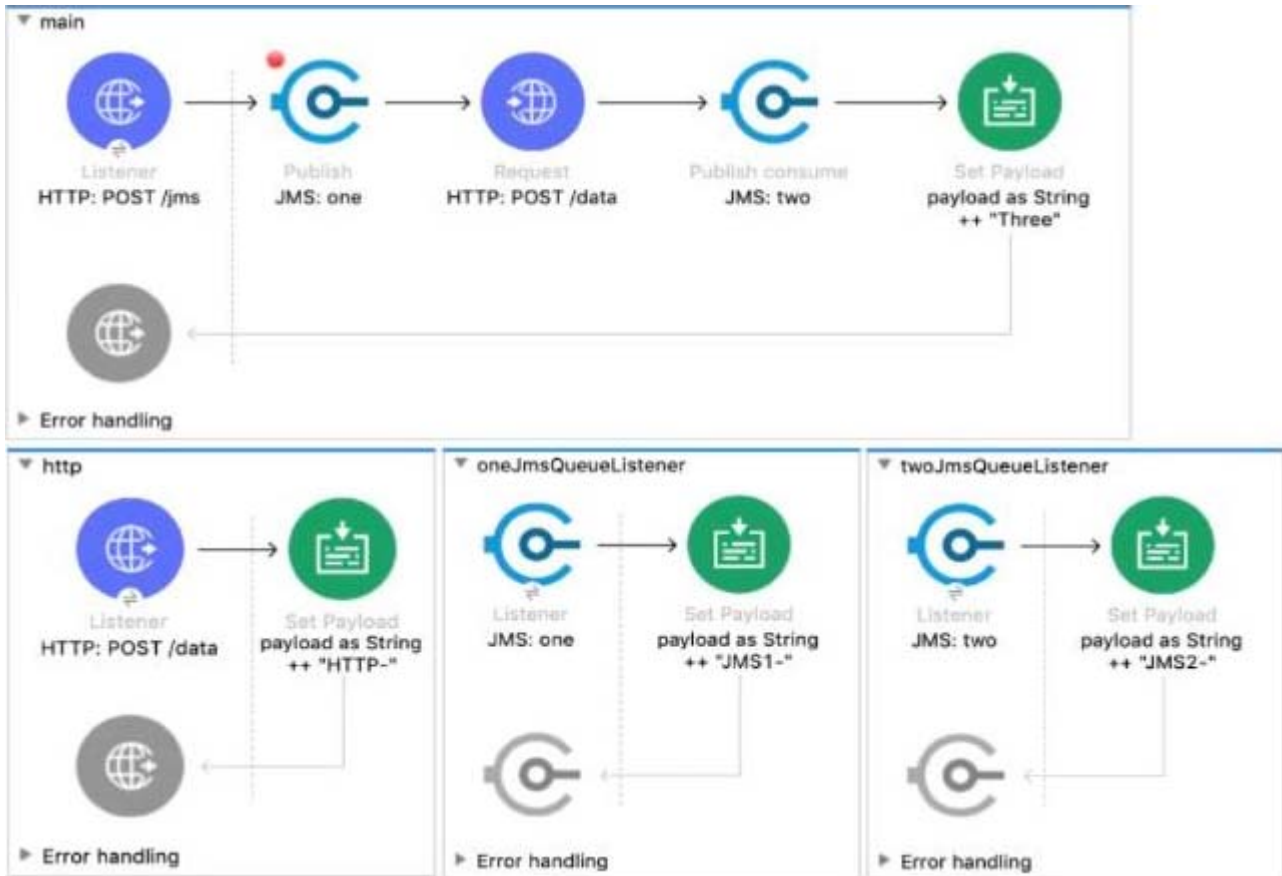 main
Listener
HTTP: POST /jms
Publish
JMS: one
Request
HTTP: POST /data
Publish consume
JMS: two
Set Payload
payload as String
++ "Three"
Error handling
http
Listener
HTTP: POST /data
Set Payload
payload as String
++ "HTTP-"
Error handling
oneJmsQueueListener
Listener
JMS: one
Set Payload
payload as String
++ "JMS1-"
Error handling
twoJmsQueueListener
Listener
JMS: two
Set Payload
payload as String
++ "JMS2-"
Error handling